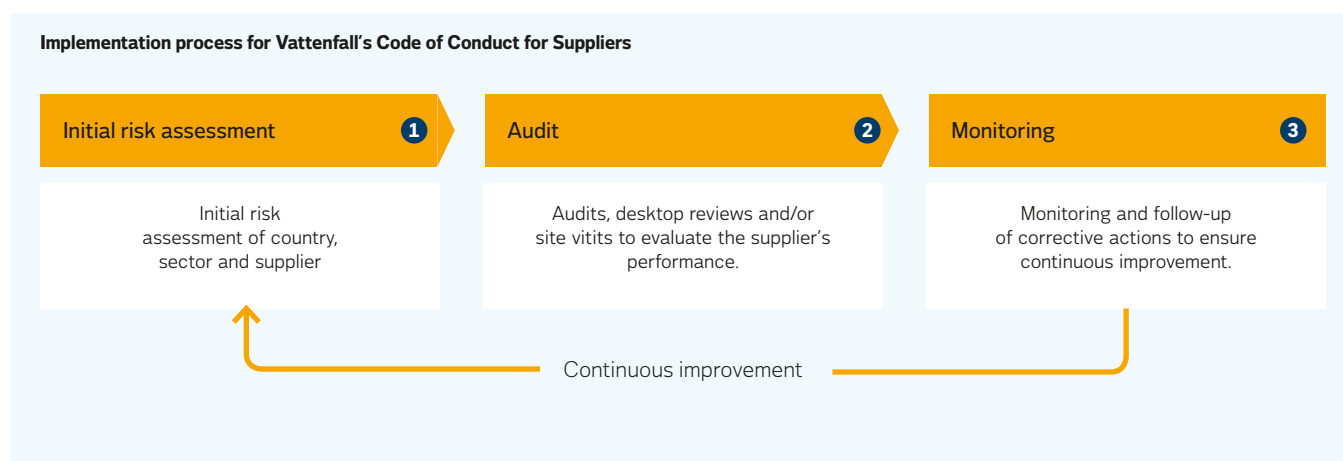 Implementation process for Vattenfall's Code of Conduct for Suppliers
Initial risk assessment
1
Audit
2
Monitoring
3
Initial risk
assessment of country,
sector and supplier
Audits, desktop reviews and/or
site vitits to evaluate the supplier's
performance.
Monitoring and follow-up
of corrective actions to ensure
continuous improvement.
Continuous improvement